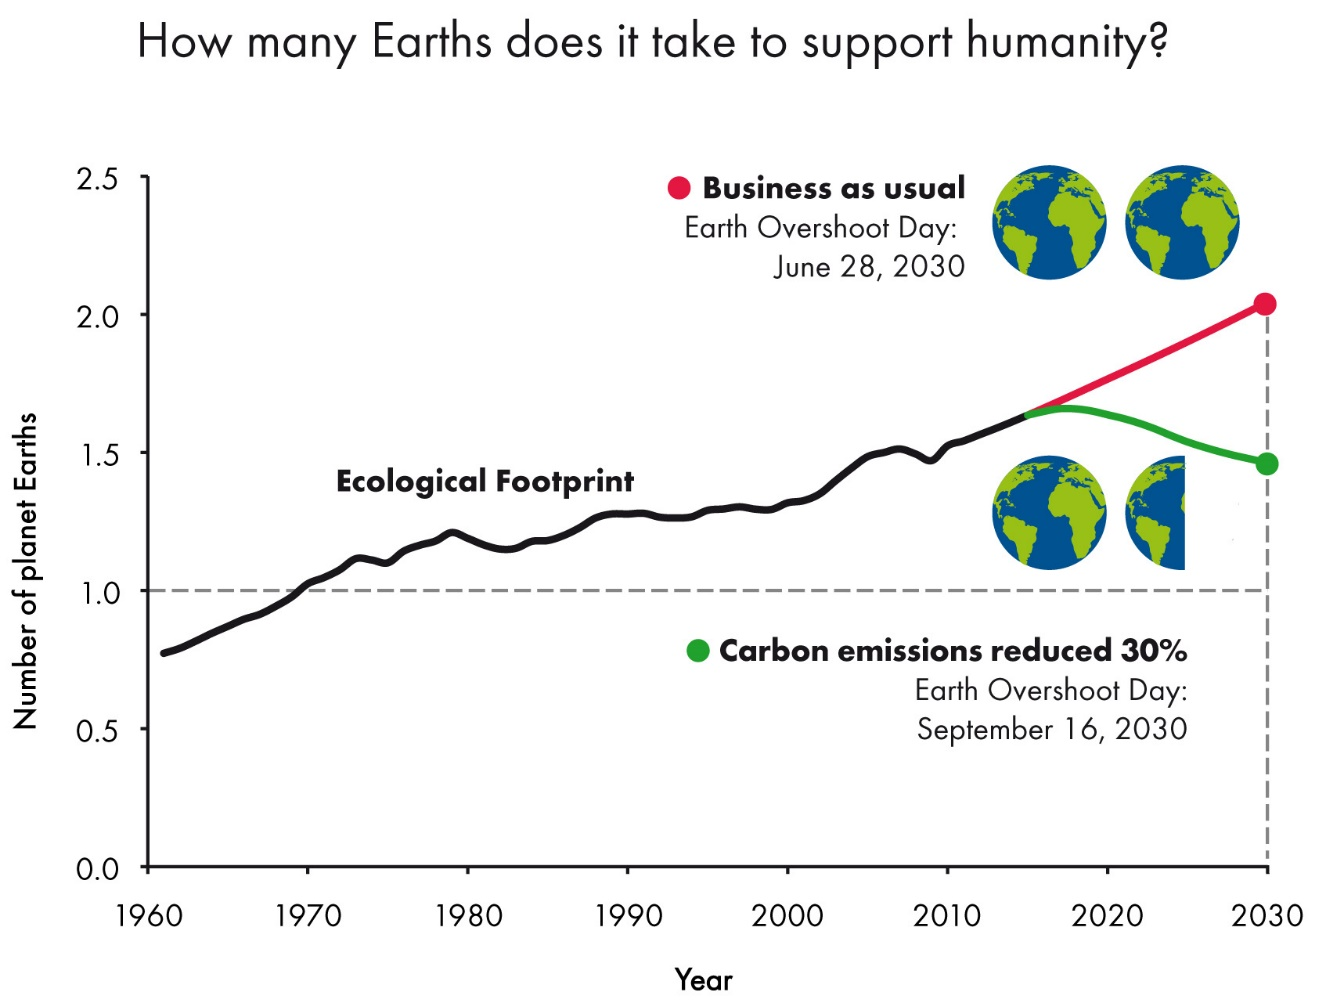 How many Earths does it take to support humanity?
Number of planet Earths
2.5
2.0
1.5
1.0
0.5
0.0
Business as usual
Earth Overshoot Day:
June 28, 2030
Ecological Footprint
Carbon emissions reduced 30%
Earth Overshoot Day:
September 16, 2030
1960 1970 1980 1990 2000 2010 2020 2030
Year